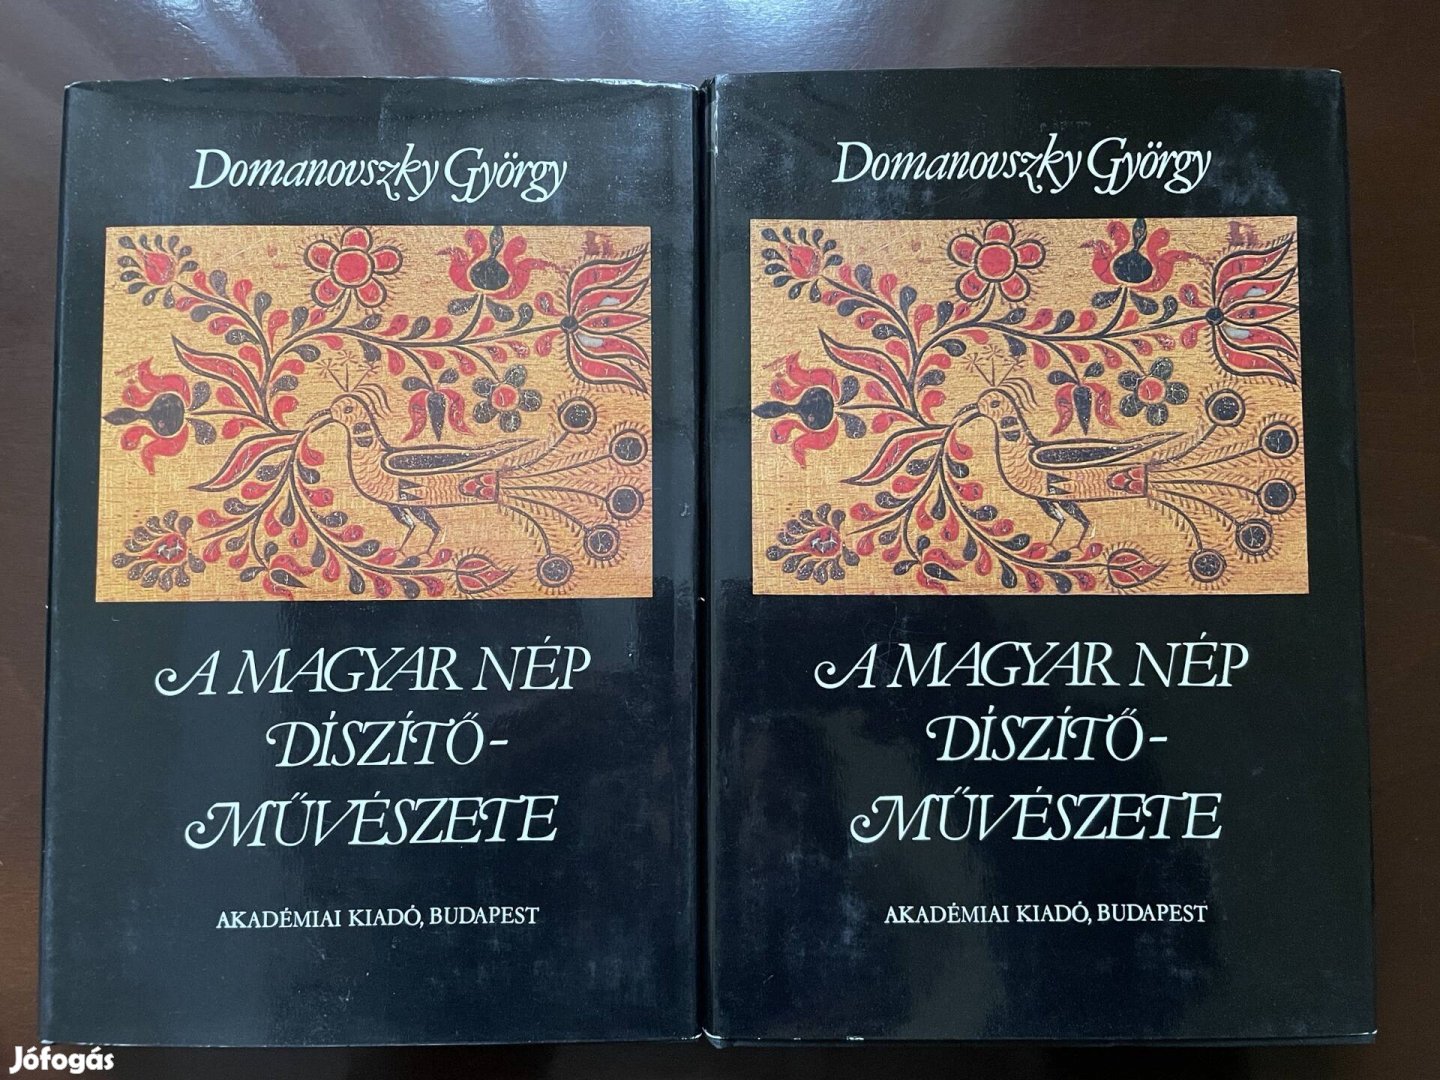 Domanovszky György
A MAGYAR NÉP
DÍSZÍTŐ-
MŰVÉSZETE
AKADÉMIAI KIADÓ, BUDAPEST
Domanovszky György
A MAGYAR NÉP
DÍSZÍTŐ-
MŰVÉSZETE
AKADÉMIAI KIADÓ, BUDAPEST
Jófogás